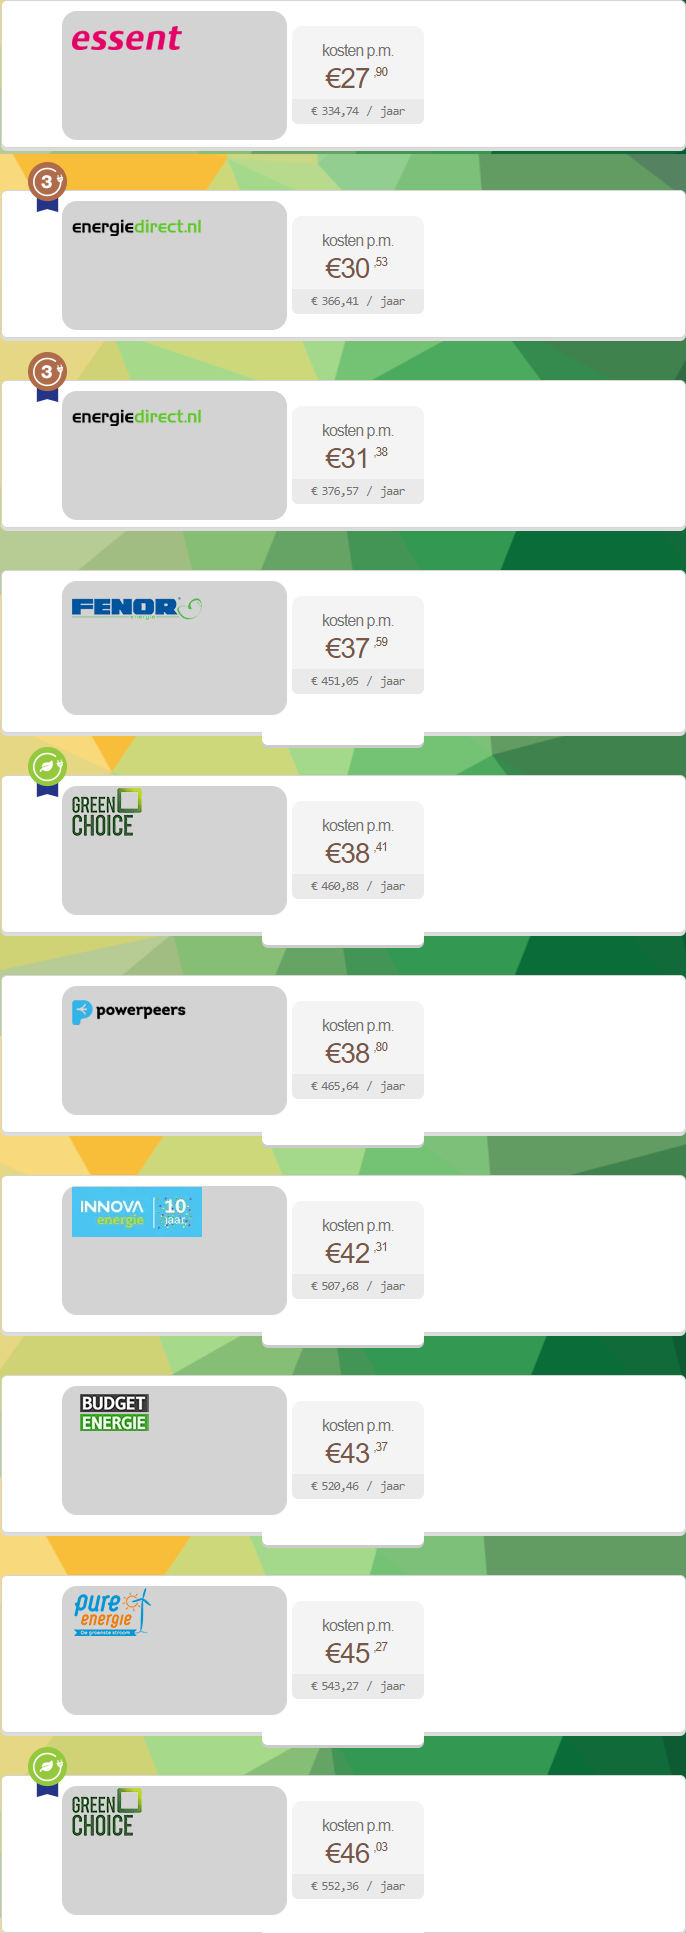 essent
kosten p.m.
€27,90
€ 334,74 / jaar
3
energiedirect.nl
kosten p.m.
€30,53
€ 366,41 / jaar
3
energiedirect.nl
kosten p.m.
€31,38
€ 376,57 / jaar
FENOR
energie
kosten p.m.
€37,59
€ 451,05 / jaar
GREEN
CHOICE
kosten p.m.
€38,41
€ 460,88 / jaar
powerpeers
kosten p.m.
€38,80
€ 465,64 / jaar
INNOVA 10
energie jaar
kosten p.m.
€42,31
€ 507,68 / jaar
BUDGET
ENERGIE
kosten p.m.
€43,37
€ 520,46 / jaar
pure
energie
De groenste stroom
kosten p.m.
€45,27
€ 543,27 / jaar
GREEN
CHOICE
kosten p.m.
€46,03
€ 552,36 / jaar